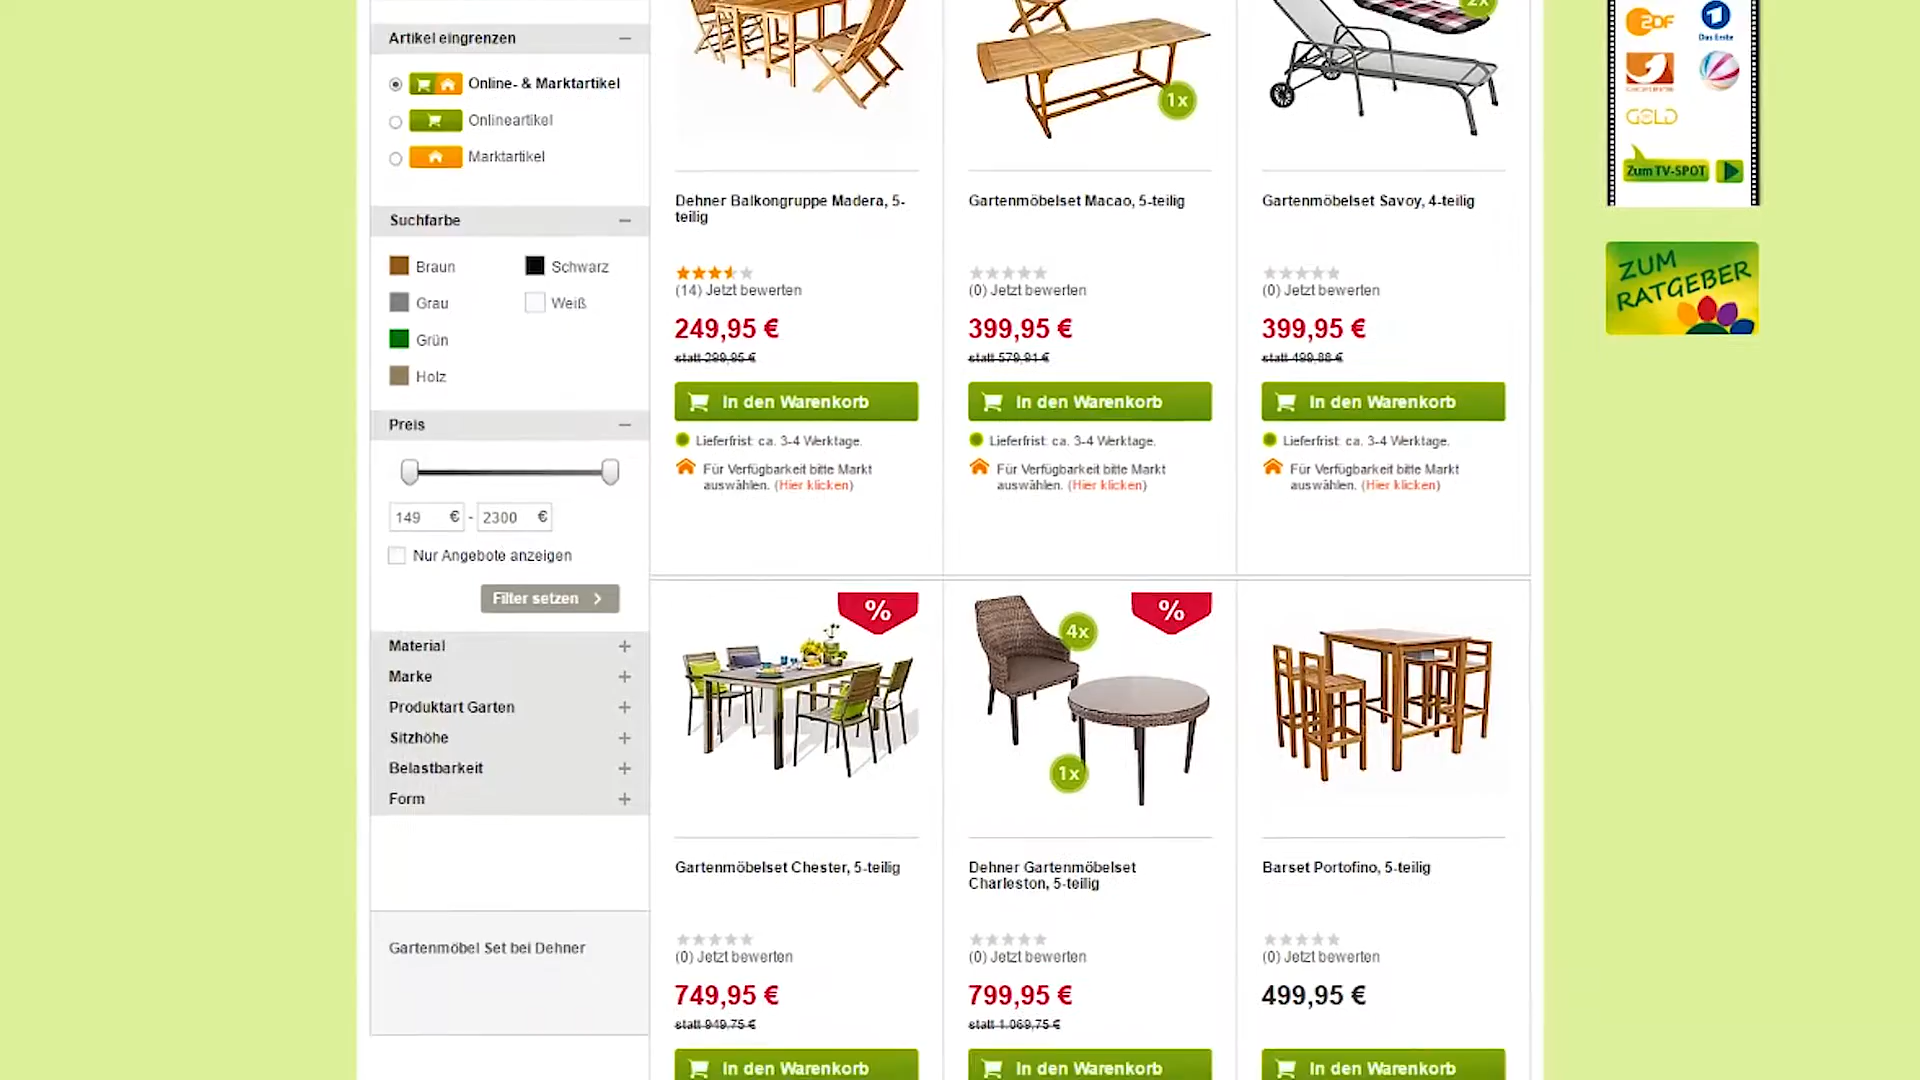 Artikel eingrenzen
Online- & Marktartikel
Onlineartikel
Marktartikel
Suchfarbe
Braun
Schwarz
Grau
Weiß
Grün
Holz
Preis
149 € - 2300 €
Nur Angebote anzeigen
Filter setzen
Material
Marke
Produktart Garten
Sitzhöhe
Belastbarkeit
Form
Gartenmöbel Set bei Dehner
Dehner Balkongruppe Madera, 5-
teilig
(14) Jetzt bewerten
249,95 €
statt 299,95 €
In den Warenkorb
Lieferfrist: ca. 3-4 Werktage.
Für Verfügbarkeit bitte Markt
auswählen. (Hier klicken)
1x
Gartenmöbelset Macao, 5-teilig
(0) Jetzt bewerten
399,95 €
statt 579,91 €
In den Warenkorb
Lieferfrist: ca. 3-4 Werktage.
Für Verfügbarkeit bitte Markt
auswählen. (Hier klicken)
2x
Gartenmöbelset Savoy, 4-teilig
(0) Jetzt bewerten
399,95 €
statt 499,88 €
In den Warenkorb
Lieferfrist: ca. 3-4 Werktage.
Für Verfügbarkeit bitte Markt
auswählen. (Hier klicken)
%
Gartenmöbelset Chester, 5-teilig
(0) Jetzt bewerten
749,95 €
statt 949,75 €
In den Warenkorb
%
4x
1x
Dehner Gartenmöbelset
Charleston, 5-teilig
(0) Jetzt bewerten
799,95 €
statt 1.069,75 €
In den Warenkorb
Barset Portofino, 5-teilig
(0) Jetzt bewerten
499,95 €
In den Warenkorb
ZDF
Das Erste
GOLD
Zum TV-SPOT
ZUM
RATGEBER